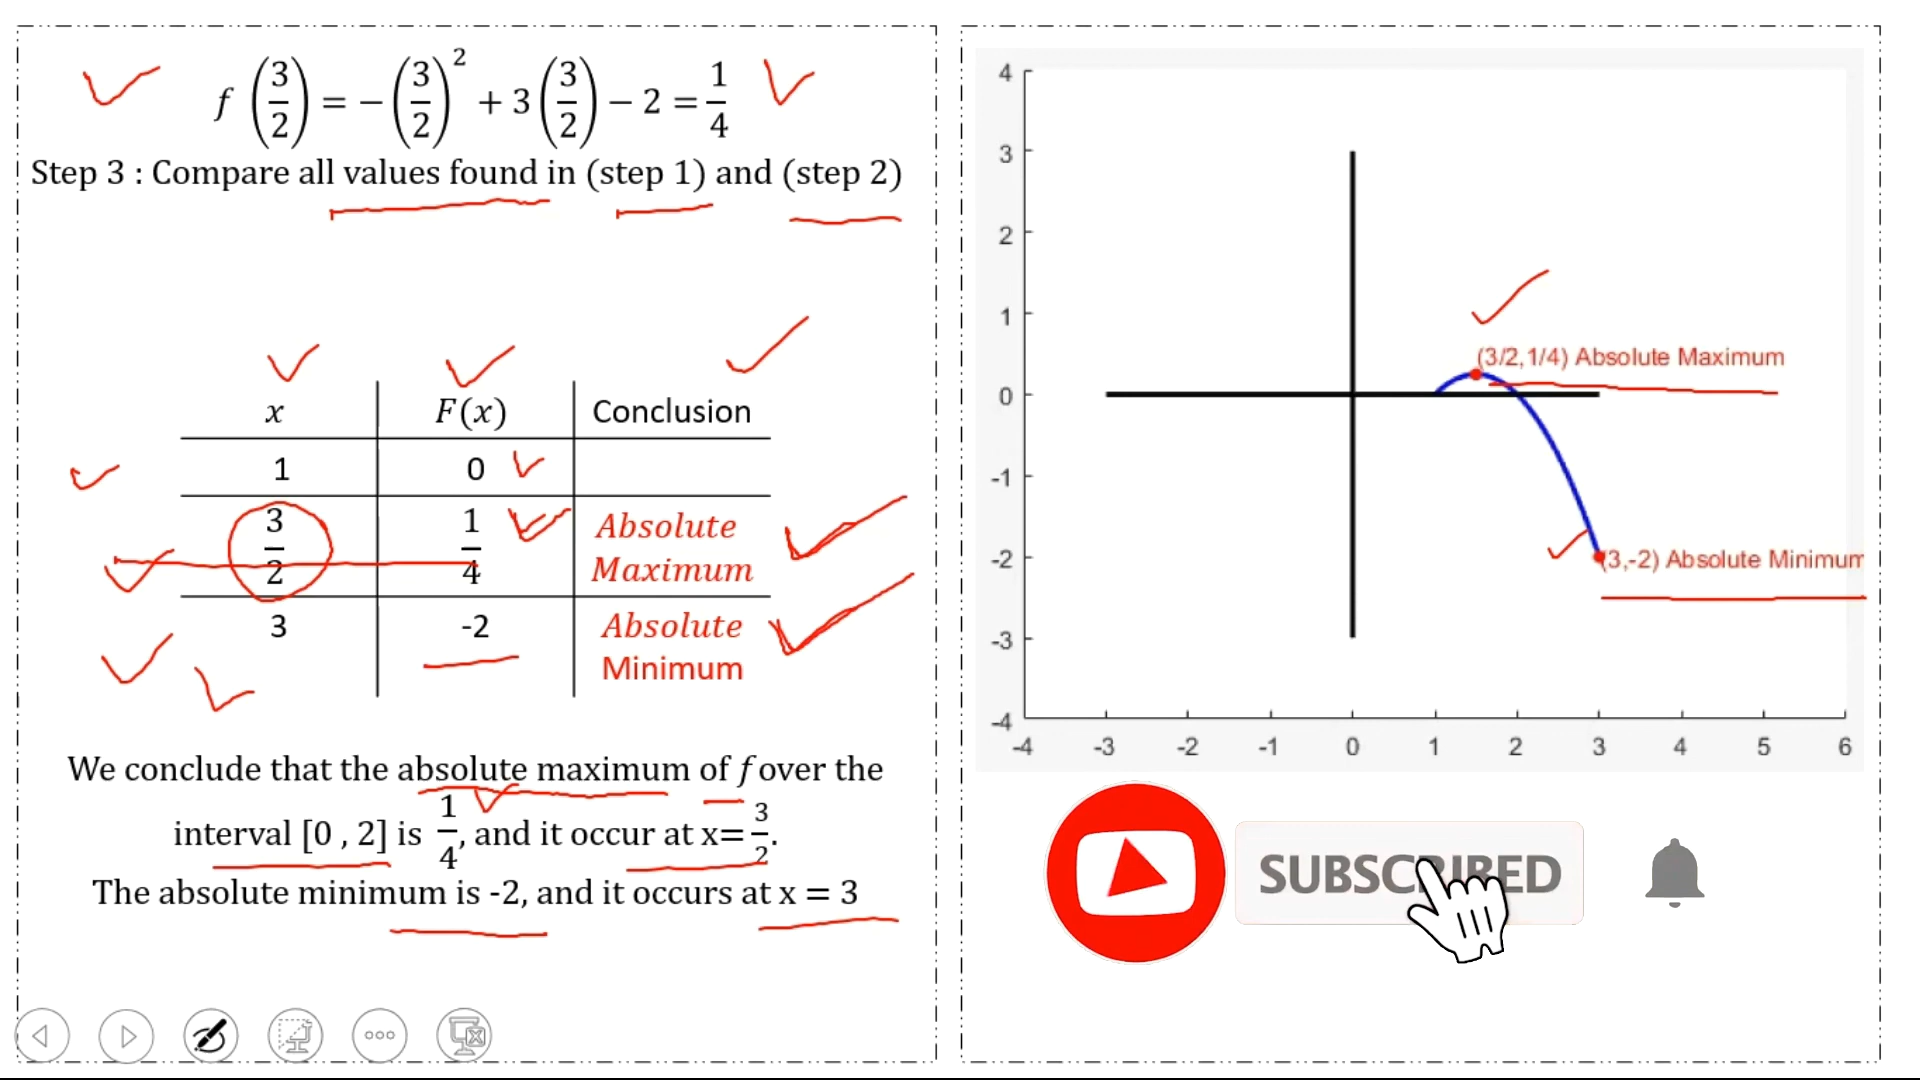 f(3/2) = −(3/2)² + 3(3/2) − 2 = 1/4
Step 3 : Compare all values found in (step 1) and (step 2)
x F(x) Conclusion
1 0
3/2 1/4 Absolute Maximum
3 -2 Absolute Minimum
We conclude that the absolute maximum of f over the
interval [0 , 2] is 1/4, and it occur at x= 3/2.
The absolute minimum is -2, and it occurs at x = 3
4
3
2
1
0
-1
-2
-3
-4
(3/2,1/4) Absolute Maximum
(3,-2) Absolute Minimum
-4 -3 -2 -1 0 1 2 3 4 5 6
SUBSCRIBED